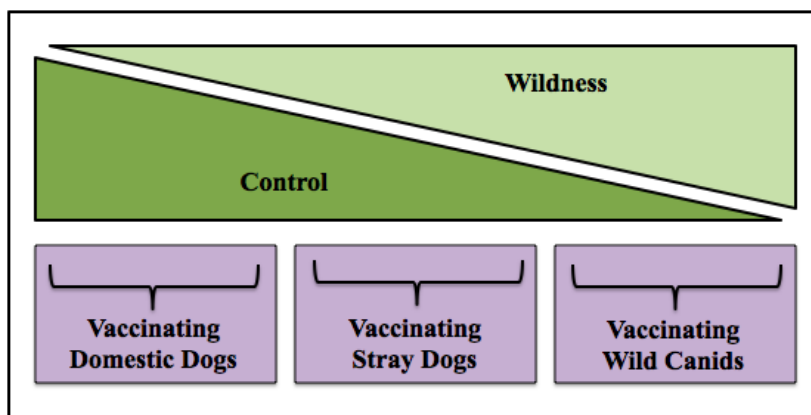 Wildness
Control
Vaccinating
Domestic Dogs
Vaccinating
Stray Dogs
Vaccinating
Wild Canids